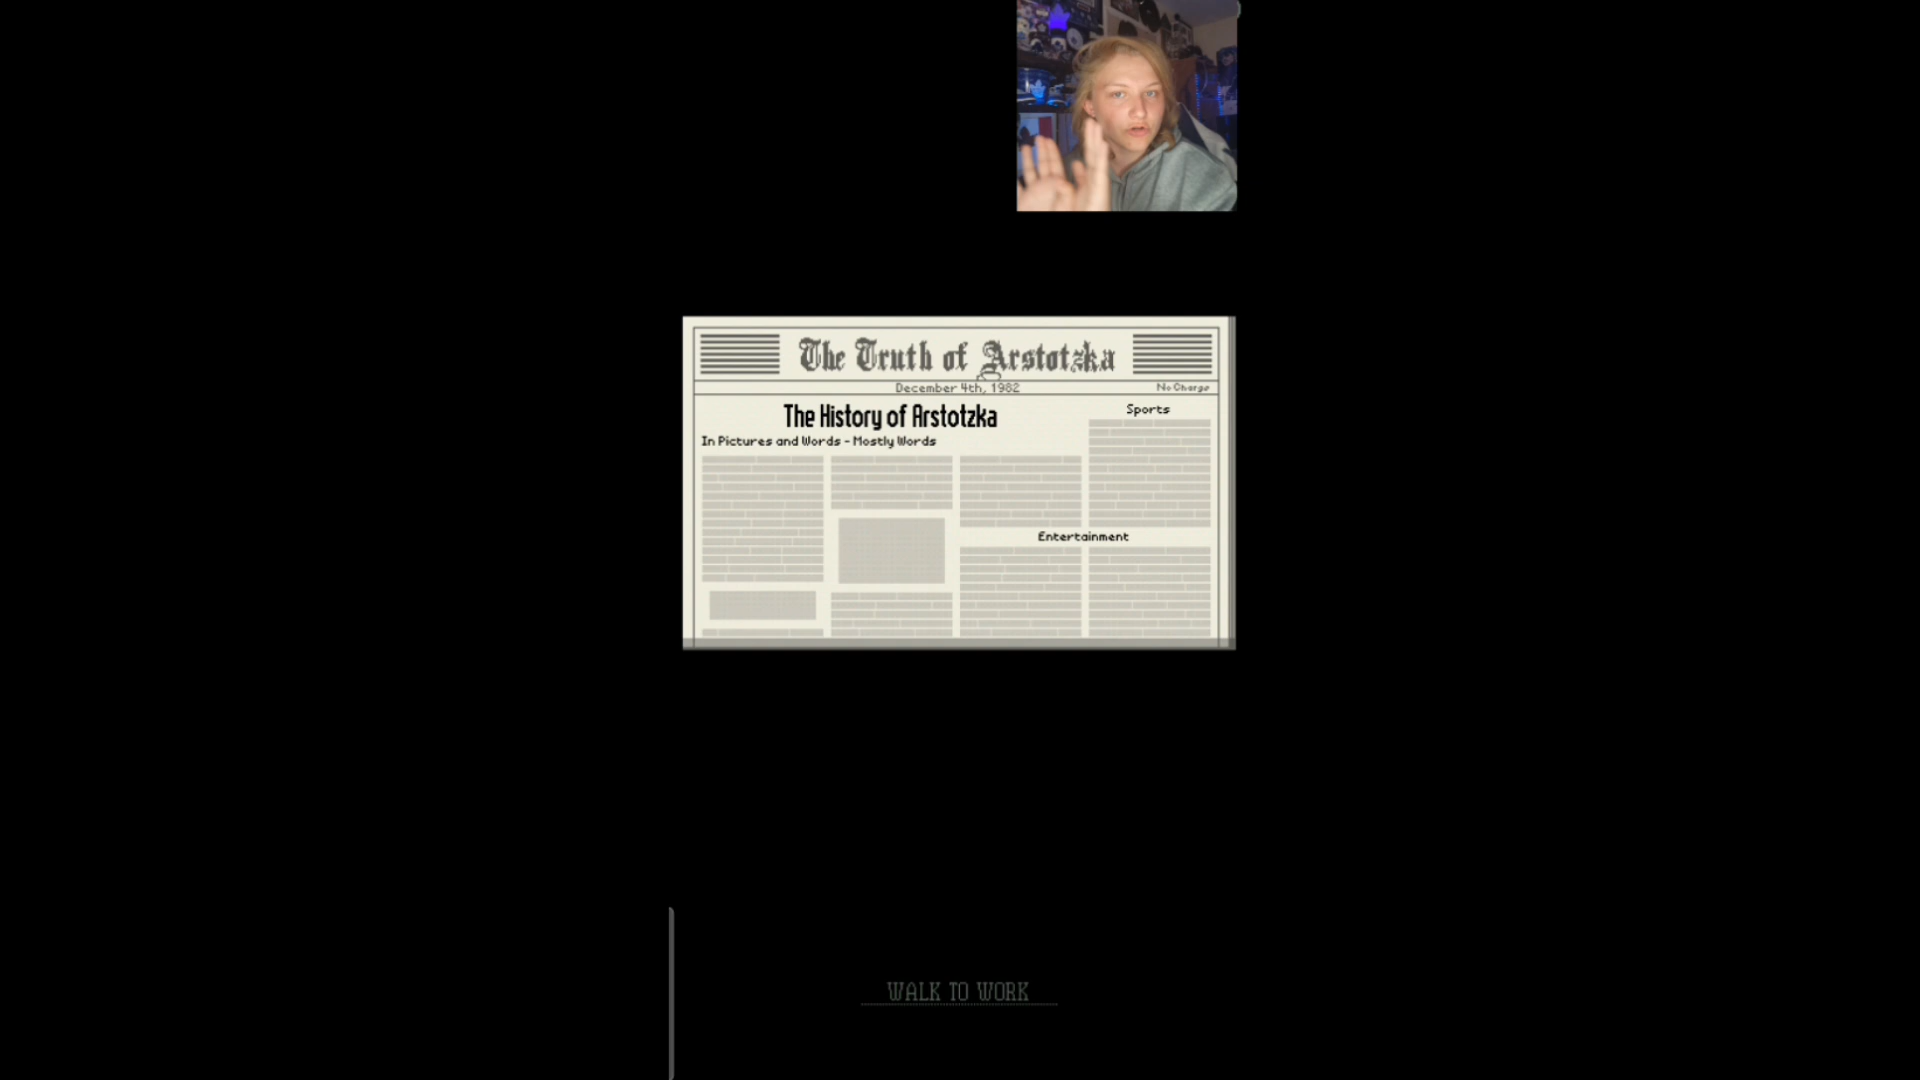 The Truth of Arstotzka
December 4th, 1982
No Charge
The History of Arstotzka
In Pictures and Words - Mostly Words
Sports
Entertainment
WALK TO WORK